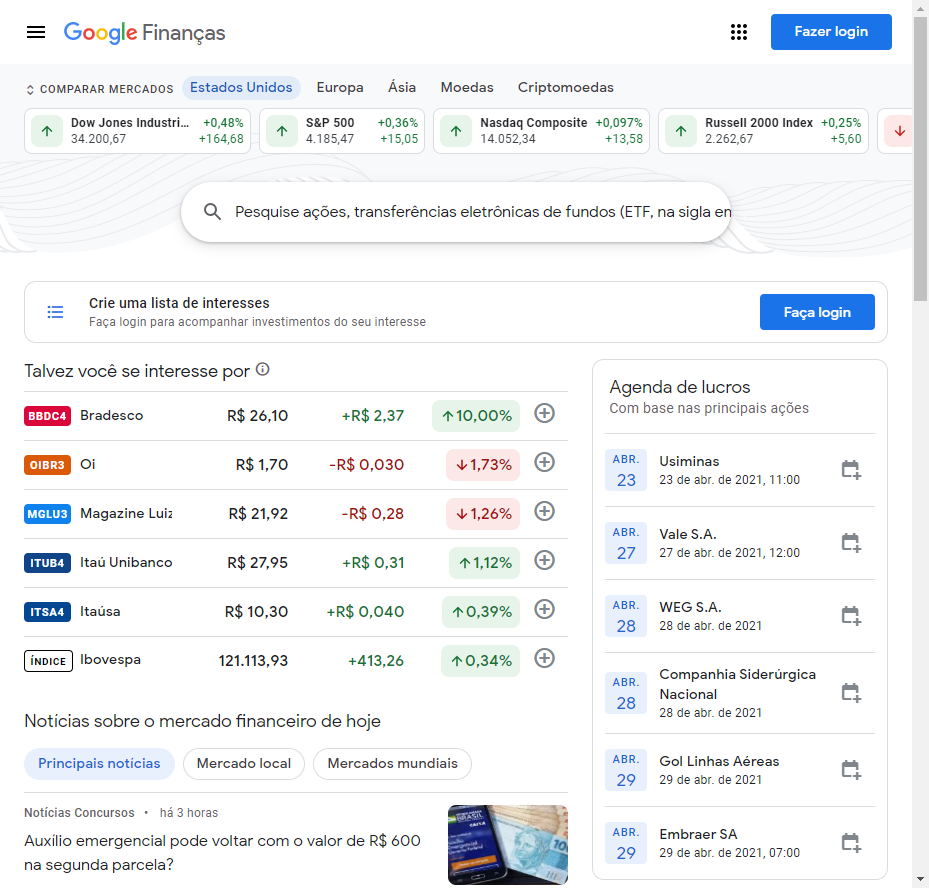 Google Finanças
Fazer login
COMPARAR MERCADOS
Estados Unidos
Europa
Ásia
Moedas
Criptomoedas
Dow Jones Industri... +0,48%
34.200,67 +164,68
S&P 500 +0,36%
4.185,47 +15,05
Nasdaq Composite +0,097%
14.052,34 +13,58
Russell 2000 Index +0,25%
2.262,67 +5,60
Pesquise ações, transferências eletrônicas de fundos (ETF, na sigla em
Crie uma lista de interesses
Faça login para acompanhar investimentos do seu interesse
Faça login
Talvez você se interesse por
BBDC4 Bradesco R$ 26,10 +R$ 2,37 10,00%
OIBR3 Oi R$ 1,70 -R$ 0,030 1,73%
MGLU3 Magazine Luiz R$ 21,92 -R$ 0,28 1,26%
ITUB4 Itaú Unibanco R$ 27,95 +R$ 0,31 1,12%
ITSA4 Itaúsa R$ 10,30 +R$ 0,040 0,39%
ÍNDICE Ibovespa 121.113,93 +413,26 0,34%
Notícias sobre o mercado financeiro de hoje
Principais notícias
Mercado local
Mercados mundiais
Notícias Concursos • há 3 horas
Auxílio emergencial pode voltar com o valor de R$ 600
na segunda parcela?
Agenda de lucros
Com base nas principais ações
ABR.
23
Usiminas
23 de abr. de 2021, 11:00
ABR.
27
Vale S.A.
27 de abr. de 2021, 12:00
ABR.
28
WEG S.A.
28 de abr. de 2021
ABR.
28
Companhia Siderúrgica
Nacional
28 de abr. de 2021
ABR.
29
Gol Linhas Aéreas
29 de abr. de 2021
ABR.
29
Embraer SA
29 de abr. de 2021, 07:00